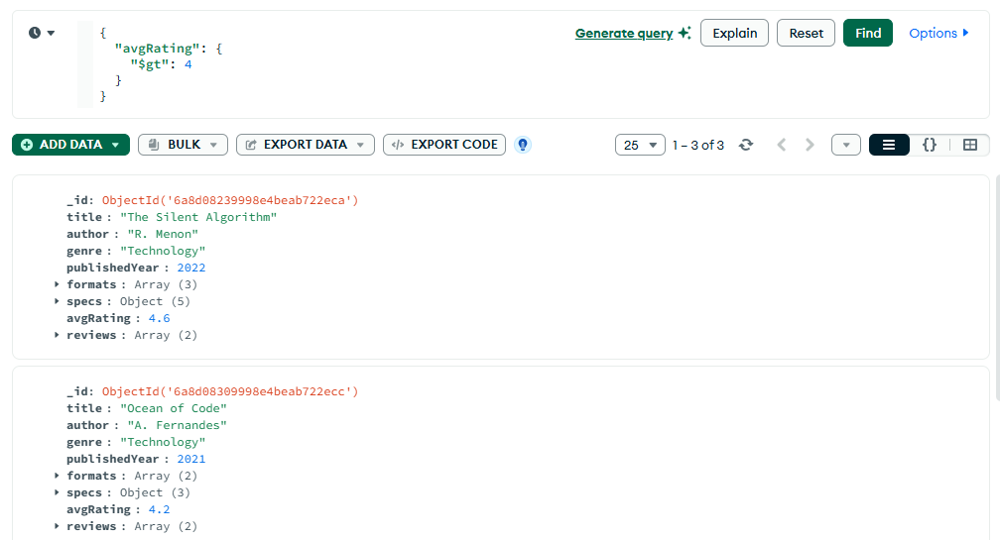 {
"avgRating": {
"$gt": 4
}
}
Generate query Explain Reset Find Options
ADD DATA BULK EXPORT DATA </> EXPORT CODE 25 1 – 3 of 3 {}
_id: ObjectId('6a8d08239998e4beab722eca')
title : "The Silent Algorithm"
author : "R. Menon"
genre : "Technology"
publishedYear : 2022
formats : Array (3)
specs : Object (5)
avgRating : 4.6
reviews : Array (2)
_id: ObjectId('6a8d08309998e4beab722ecc')
title : "Ocean of Code"
author : "A. Fernandes"
genre : "Technology"
publishedYear : 2021
formats : Array (2)
specs : Object (3)
avgRating : 4.2
reviews : Array (2)